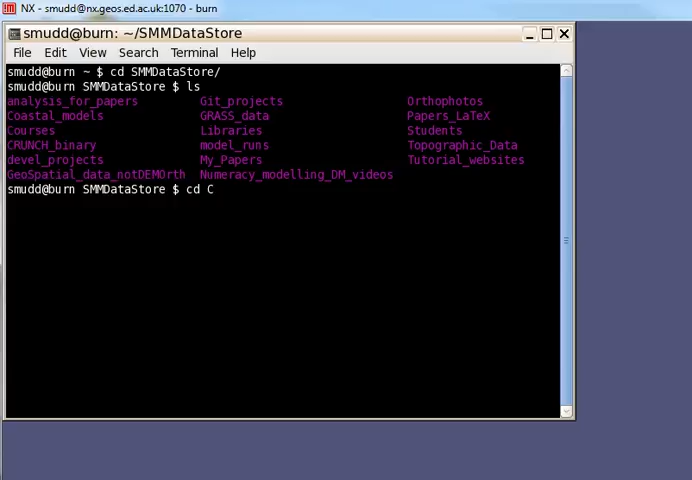 NX - smudd@nx.geos.ed.ac.uk:1070 - burn
smudd@burn: ~/SMMDataStore
File Edit View Search Terminal Help
smudd@burn ~ $ cd SMMDataStore/
smudd@burn SMMDataStore $ ls
analysis_for_papers Git_projects Orthophotos
Coastal_models GRASS_data Papers_LaTeX
Courses Libraries Students
CRUNCH_binary model_runs Topographic_Data
devel_projects My_Papers Tutorial_websites
GeoSpatial_data_notDEMOrth Numeracy_modelling_DM_videos
smudd@burn SMMDataStore $ cd C